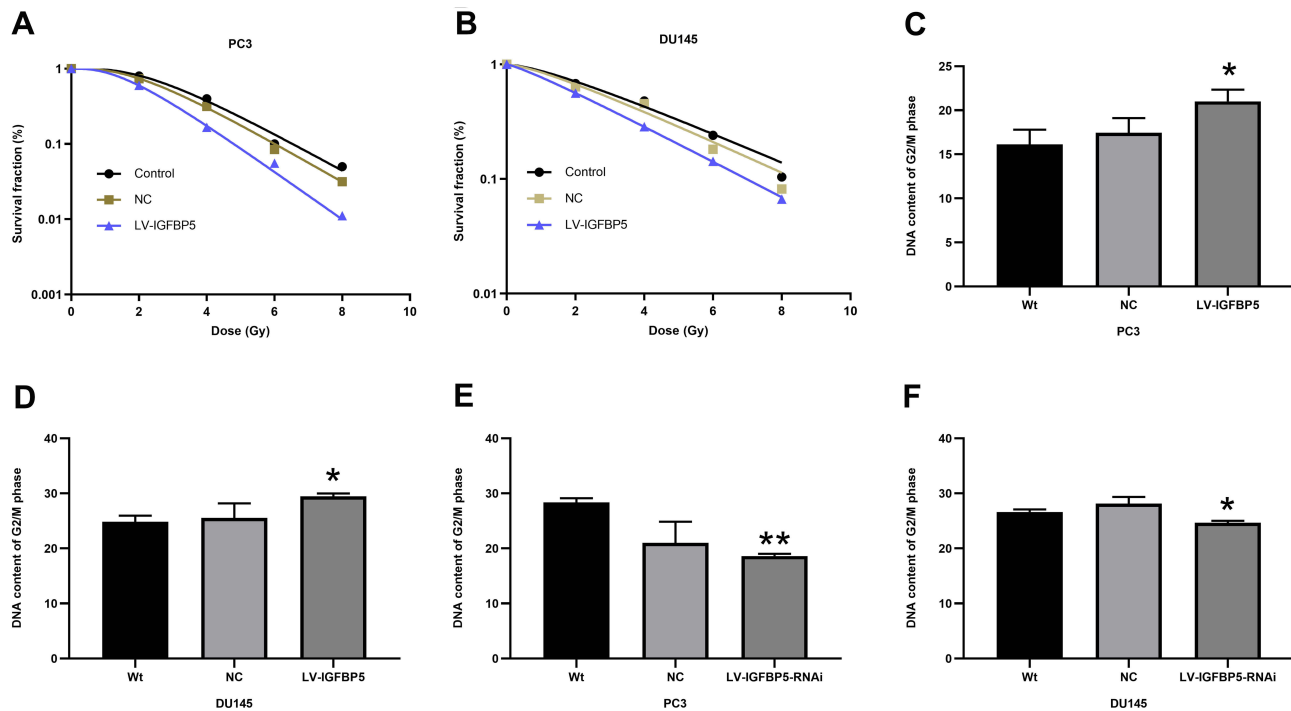 A
PC3
Survival fraction (%)
1
0.1
0.01
0.001
Control
NC
LV-IGFBP5
0
2
4
6
8
10
Dose (Gy)
B
DU145
Survival fraction (%)
1
0.1
0.01
Control
NC
LV-IGFBP5
0
2
4
6
8
10
Dose (Gy)
C
DNA content of G2/M phase
25
20
15
10
5
0
*
Wt
NC
LV-IGFBP5
PC3
D
DNA content of G2/M phase
40
30
20
10
0
*
Wt
NC
LV-IGFBP5
DU145
E
DNA content of G2/M phase
40
30
20
10
0
**
Wt
NC
LV-IGFBP5-RNAi
PC3
F
DNA content of G2/M phase
40
30
20
10
0
*
Wt
NC
LV-IGFBP5-RNAi
DU145